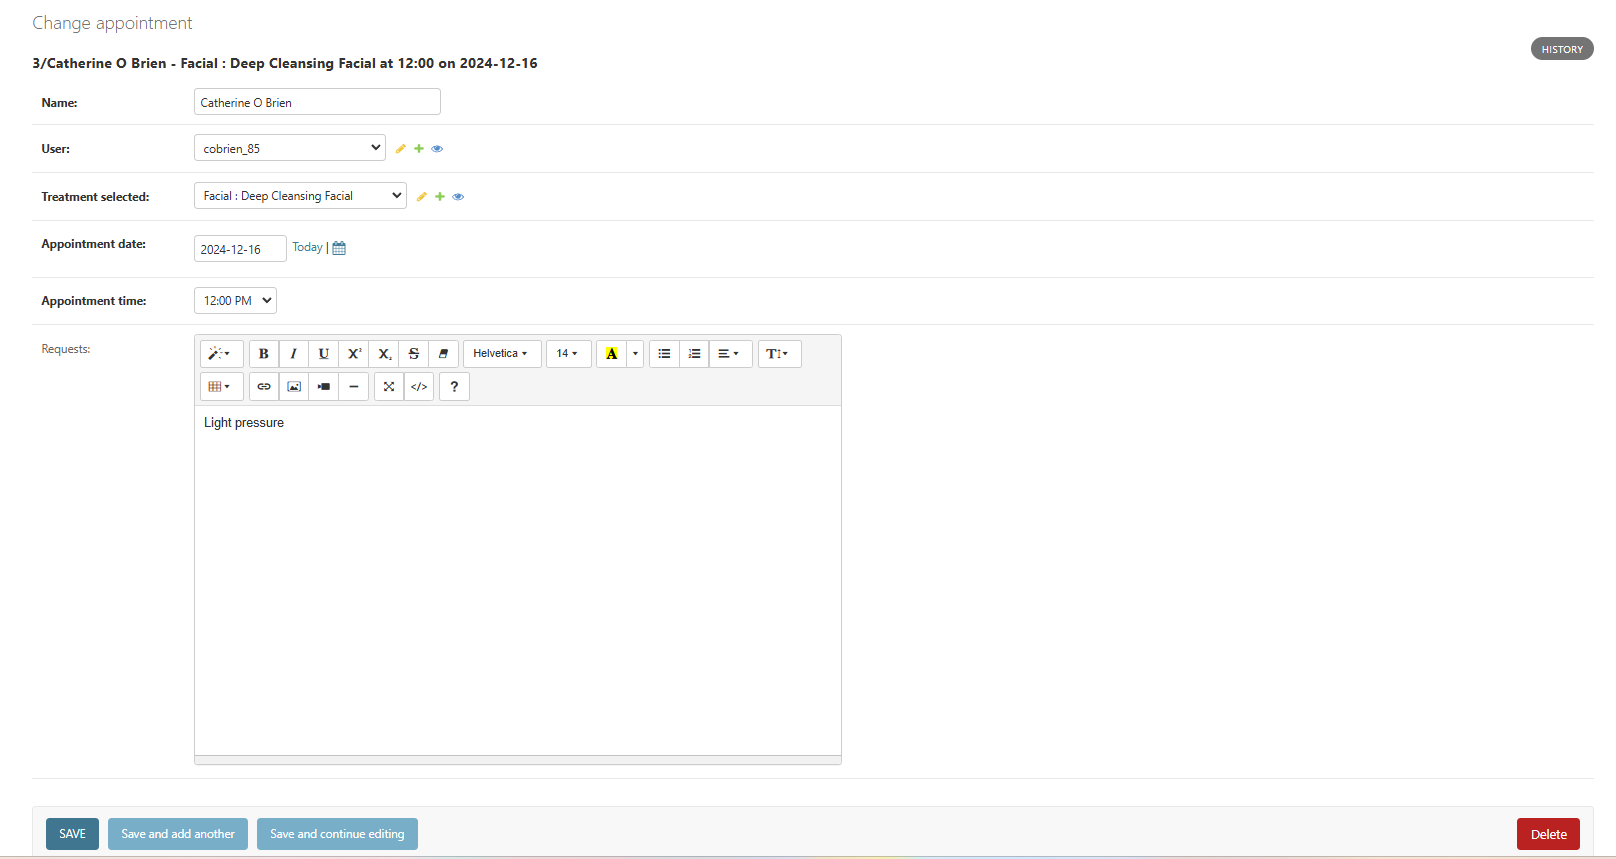 Change appointment
HISTORY
3/Catherine O Brien - Facial : Deep Cleansing Facial at 12:00 on 2024-12-16
Name: Catherine O Brien
User: cobrien_85
Treatment selected: Facial : Deep Cleansing Facial
Appointment date: 2024-12-16 Today |
Appointment time: 12:00 PM
Requests:
B I U X² X₂ S Helvetica 14 A T
</> ?
Light pressure
SAVE Save and add another Save and continue editing Delete